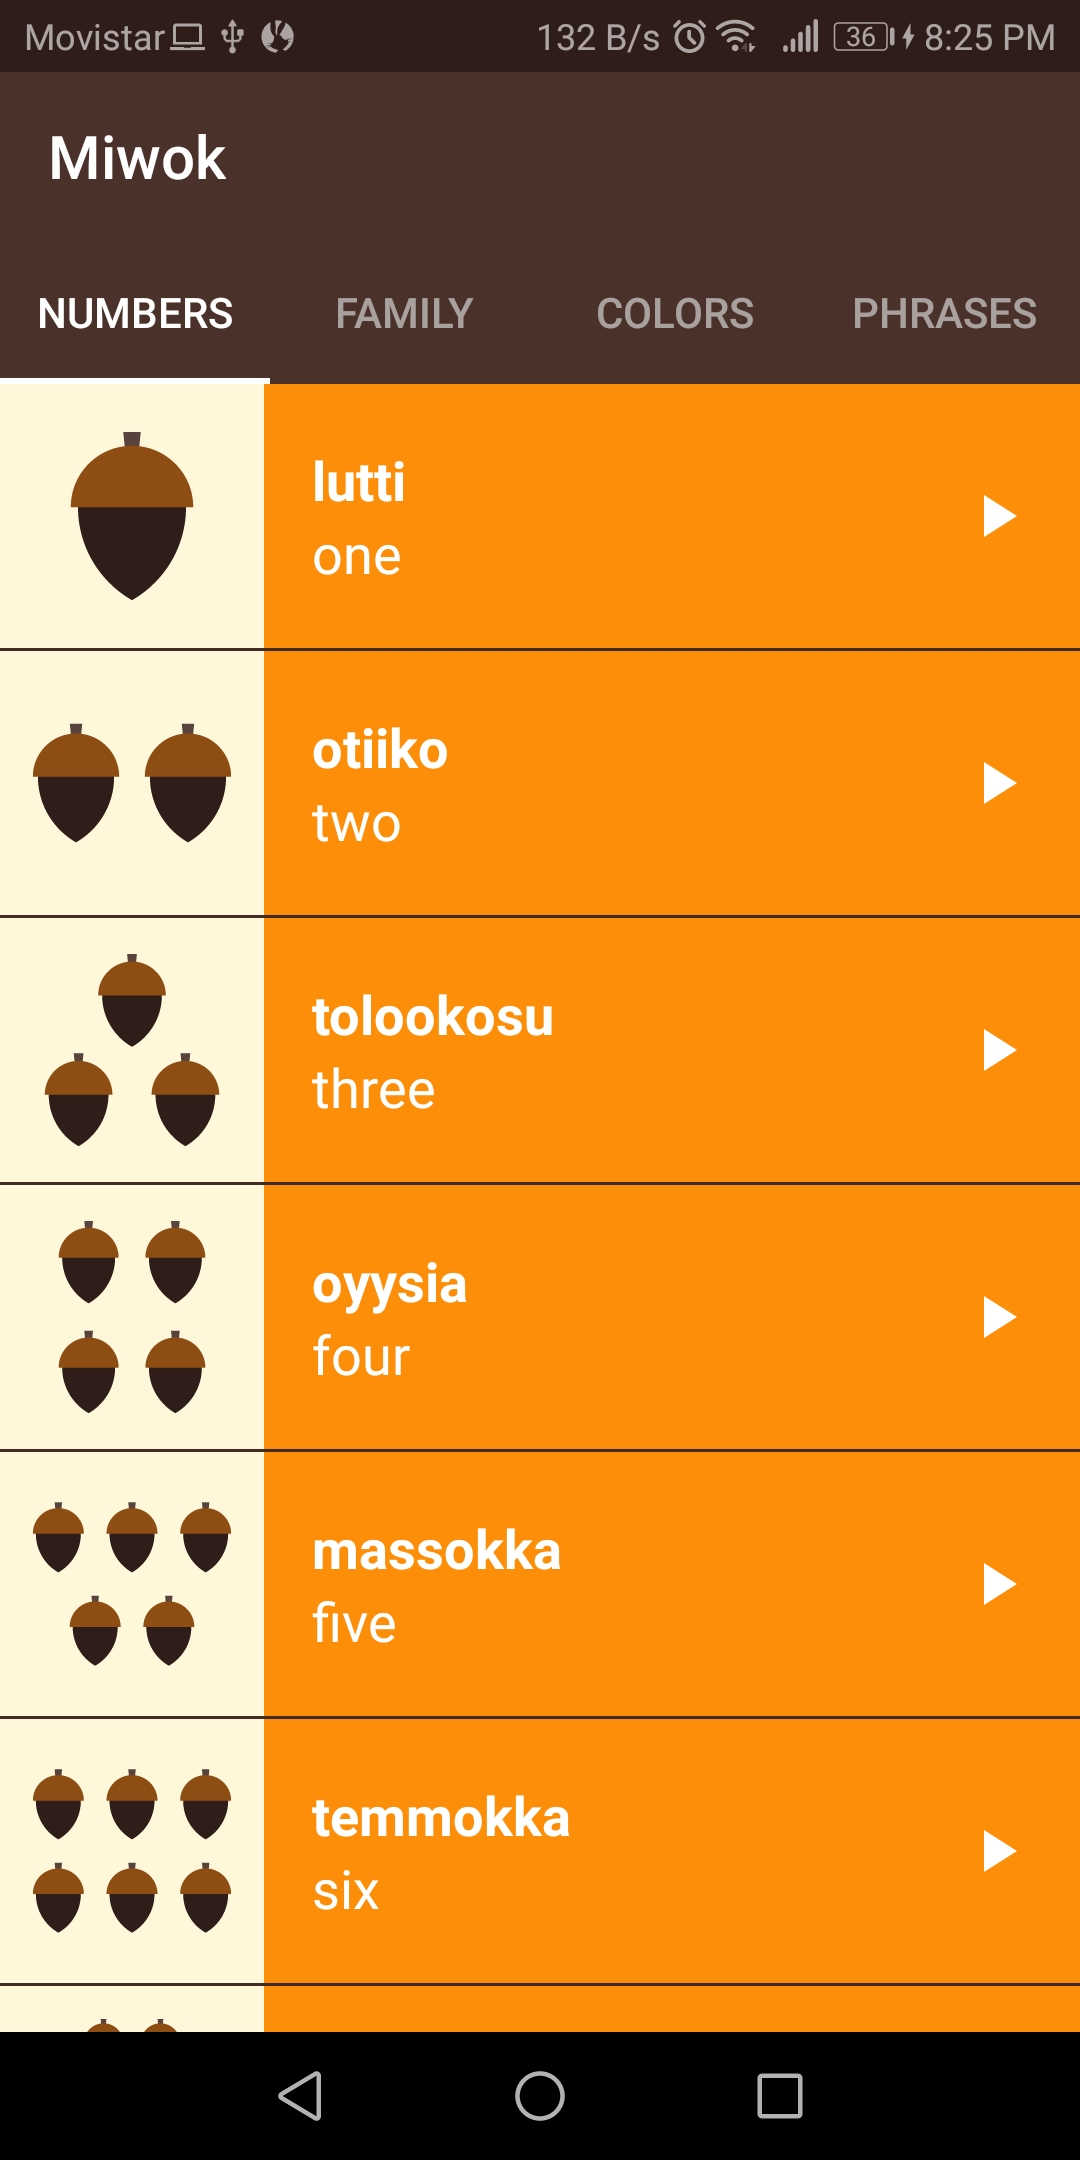 Movistar 132 B/s 36 8:25 PM
Miwok
NUMBERS FAMILY COLORS PHRASES
lutti
one
otiiko
two
tolookosu
three
oyysia
four
massokka
five
temmokka
six